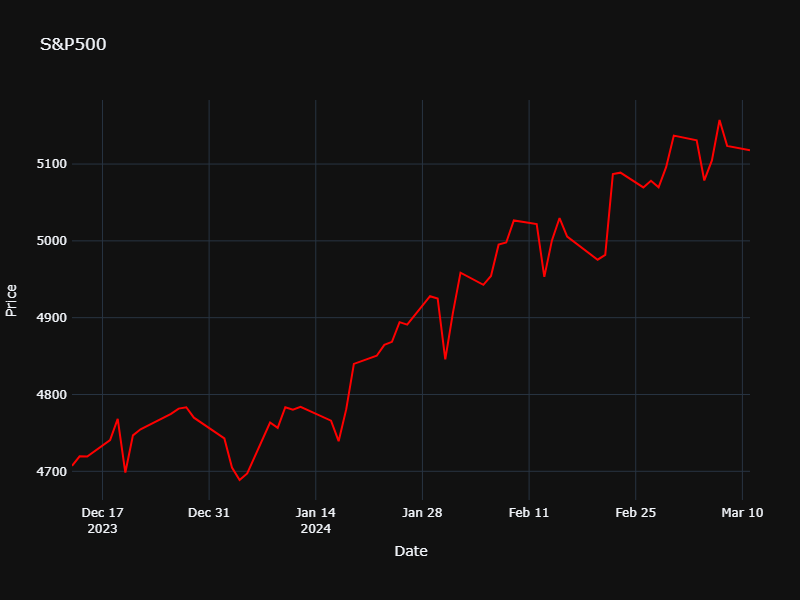 S&P500
5100
5000
4900
4800
4700
Price
Dec 17
2023
Dec 31
Jan 14
2024
Jan 28
Feb 11
Feb 25
Mar 10
Date